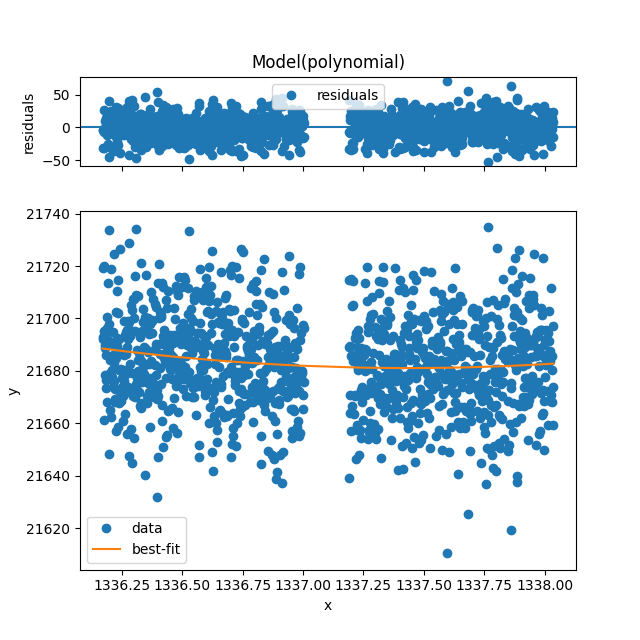 Model(polynomial)
residuals
50
0
−50
residuals
y
21740
21720
21700
21680
21660
21640
21620
data
best-fit
1336.25 1336.50 1336.75 1337.00 1337.25 1337.50 1337.75 1338.00
x